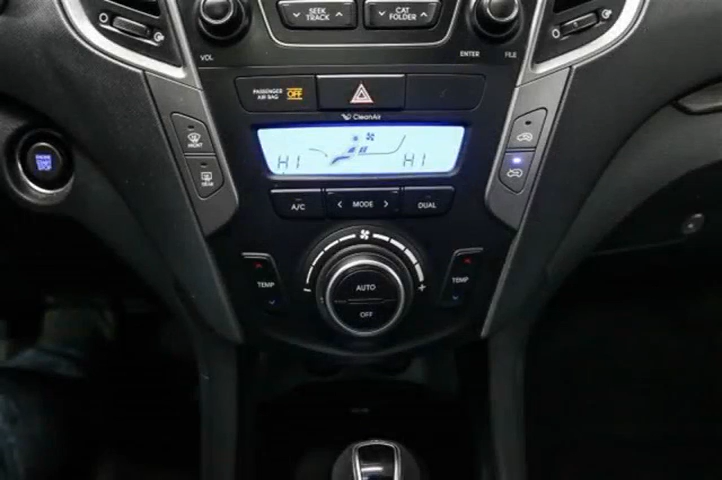 SEEK
TRACK
CAT
FOLDER
VOL
ENTER
FILE
PASSENGER
AIR BAG
OFF
CleanAir
FRONT
HI
HI
REAR
A/C
MODE
DUAL
TEMP
AUTO
TEMP
- +
OFF
ENGINE
START
STOP